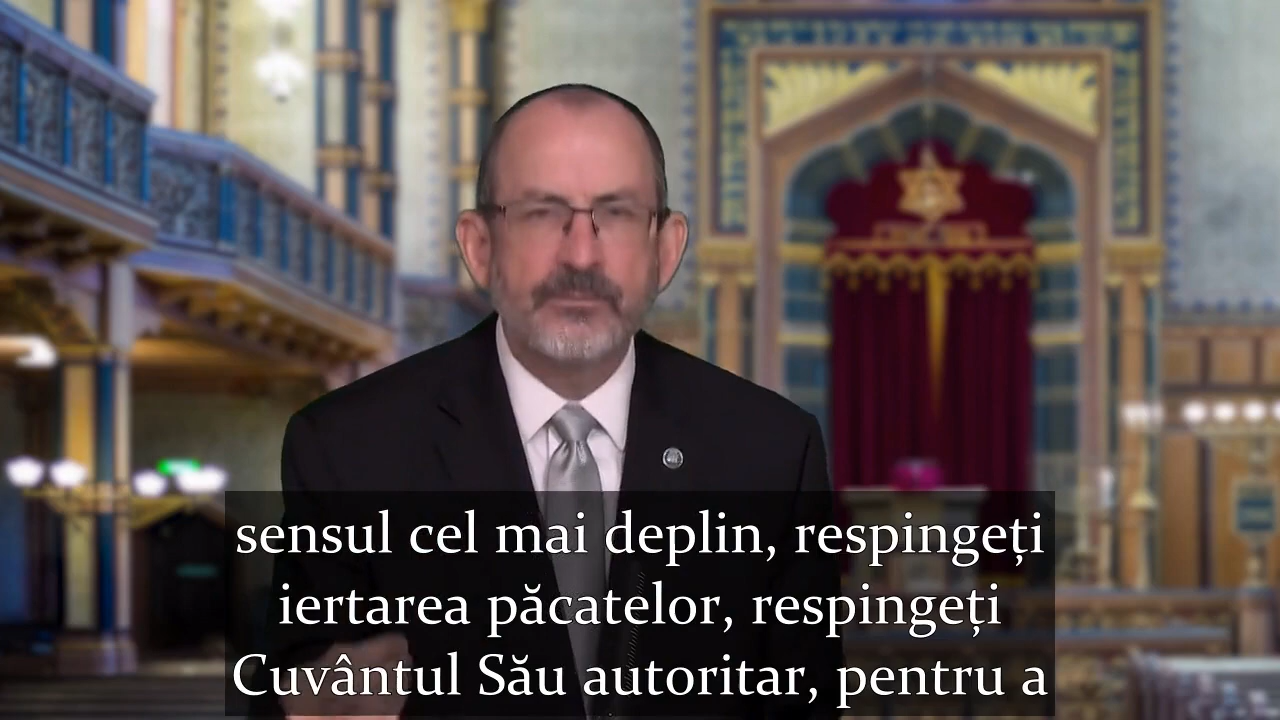 sensul cel mai deplin, respingeți
iertarea păcatelor, respingeți
Cuvântul Său autoritar, pentru a